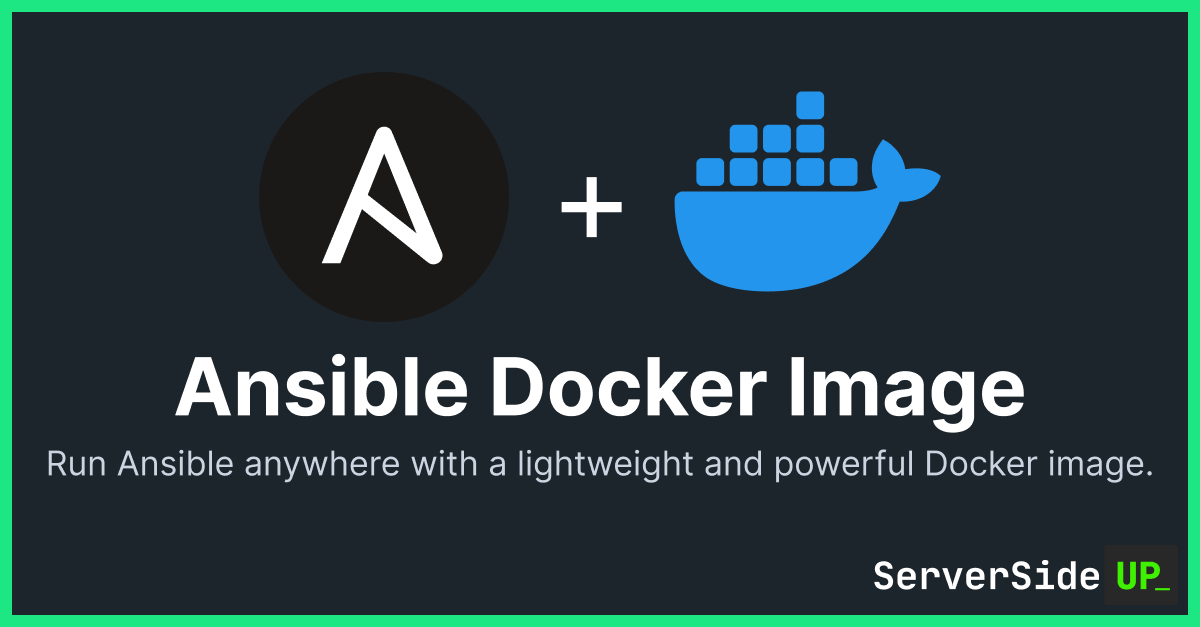 Ansible Docker Image
Run Ansible anywhere with a lightweight and powerful Docker image.
ServerSide UP_